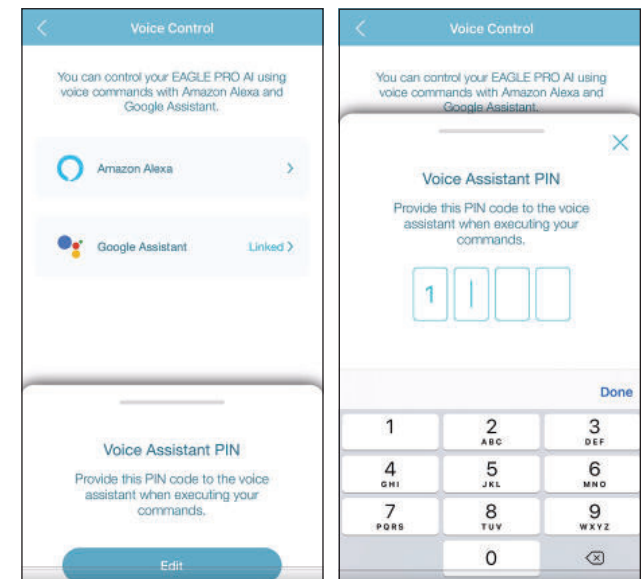 Voice Control
You can control your EAGLE PRO AI using
voice commands with Amazon Alexa and
Google Assistant.
Amazon Alexa
Google Assistant
Linked
Voice Assistant PIN
Provide this PIN code to the voice
assistant when executing your
commands.
Edit
Voice Control
You can control your EAGLE PRO AI using
voice commands with Amazon Alexa and
Google Assistant.
Voice Assistant PIN
Provide this PIN code to the voice
assistant when executing your
commands.
1
Done
1 2 3
ABC DEF
4 5 6
GHI JKL MNO
7 8 9
PQRS TUV WXYZ
0